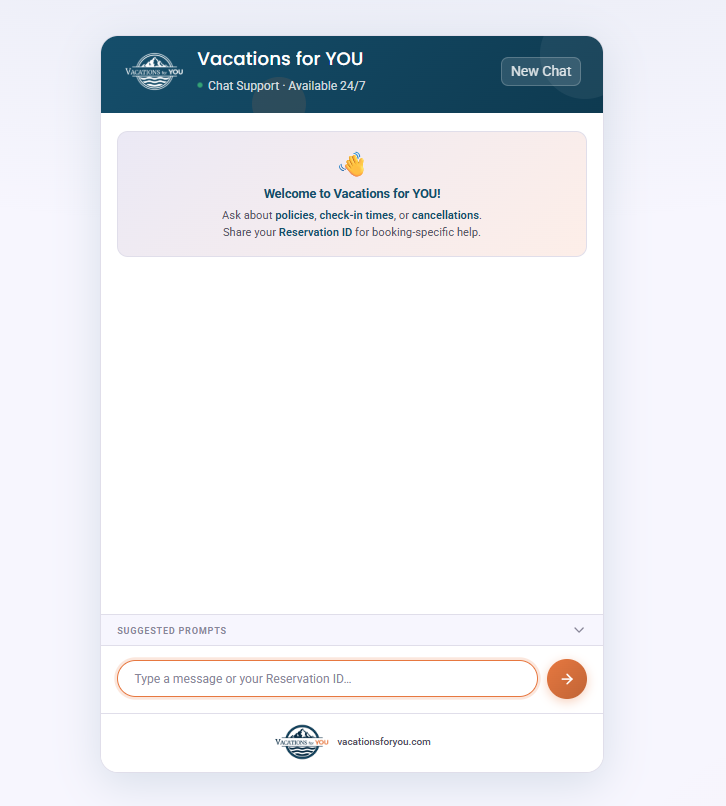 VACATIONS for YOU
Vacations for YOU
Chat Support · Available 24/7
New Chat
Welcome to Vacations for YOU!
Ask about policies, check-in times, or cancellations.
Share your Reservation ID for booking-specific help.
SUGGESTED PROMPTS
Type a message or your Reservation ID...
VACATIONS for YOU
vacationsforyou.com